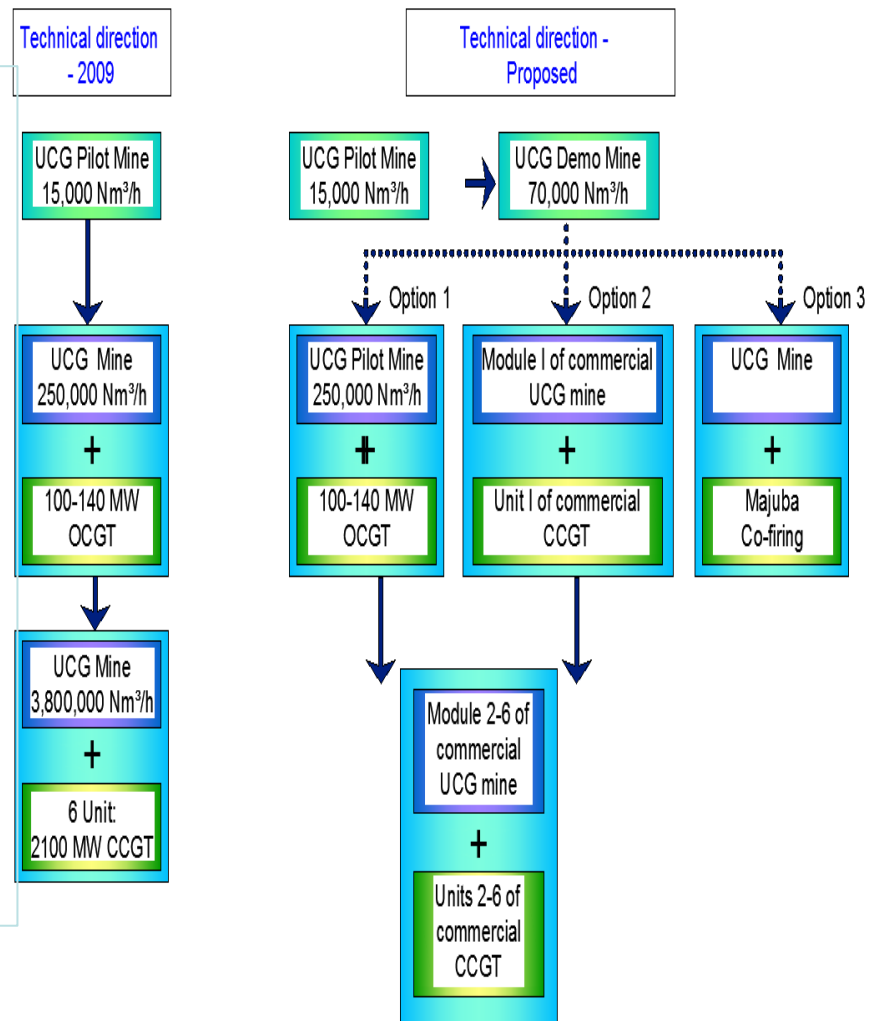 Technical direction
- 2009
Technical direction -
Proposed
UCG Pilot Mine
15,000 Nm³/h
UCG Pilot Mine
15,000 Nm³/h
UCG Demo Mine
70,000 Nm³/h
Option 1
Option 2
Option 3
UCG Mine
250,000 Nm³/h
+
100-140 MW
OCGT
UCG Pilot Mine
250,000 Nm³/h
+
100-140 MW
OCGT
Module I of commercial
UCG mine
+
Unit I of commercial
CCGT
UCG Mine
+
Majuba
Co-firing
UCG Mine
3,800,000 Nm³/h
+
6 Unit:
2100 MW CCGT
Module 2-6 of
commercial
UCG mine
+
Units 2-6 of
commercial
CCGT